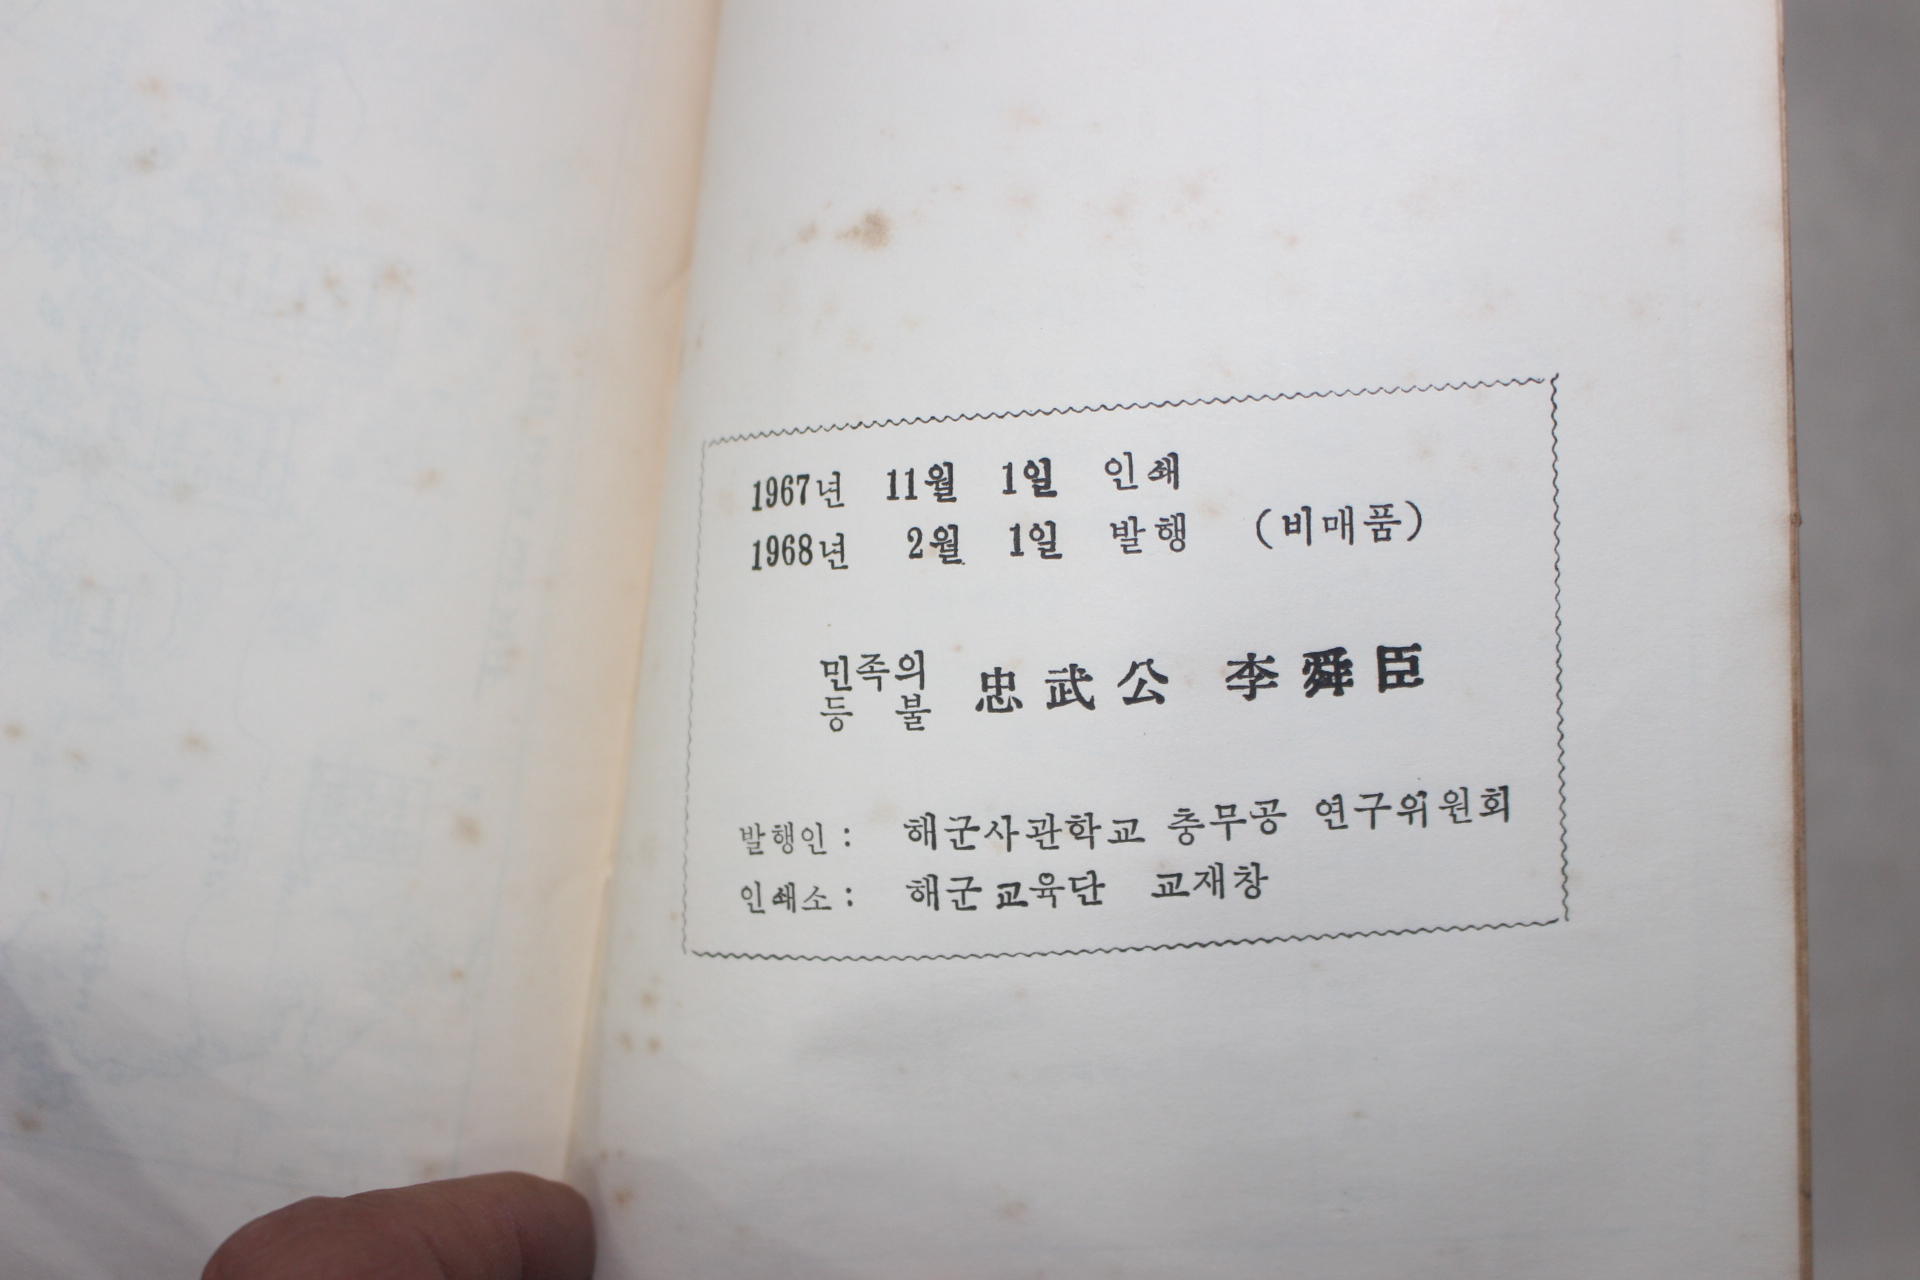 1967년 11월 1일 인쇄
1968년 2월 1일 발행 (비매품)
민족의
등 불 忠武公 李舜臣
발행인 : 해군사관학교 충무공 연구위원회
인쇄소 : 해군교육단 교재창